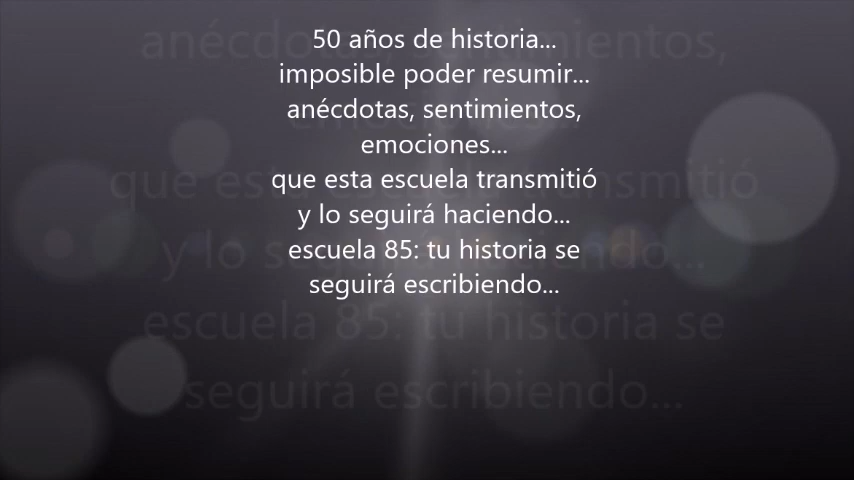 50 años de historia...
imposible poder resumir...
anécdotas, sentimientos,
emociones...
que esta escuela transmitió
y lo seguirá haciendo...
escuela 85: tu historia se
seguirá escribiendo...